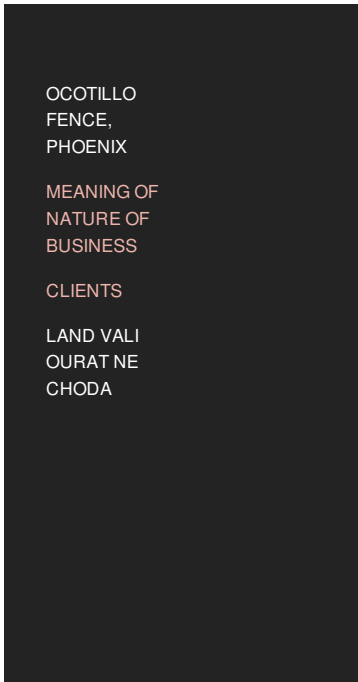 OCOTILLO
FENCE,
PHOENIX
MEANING OF
NATURE OF
BUSINESS
CLIENTS
LAND VALI
OURAT NE
CHODA